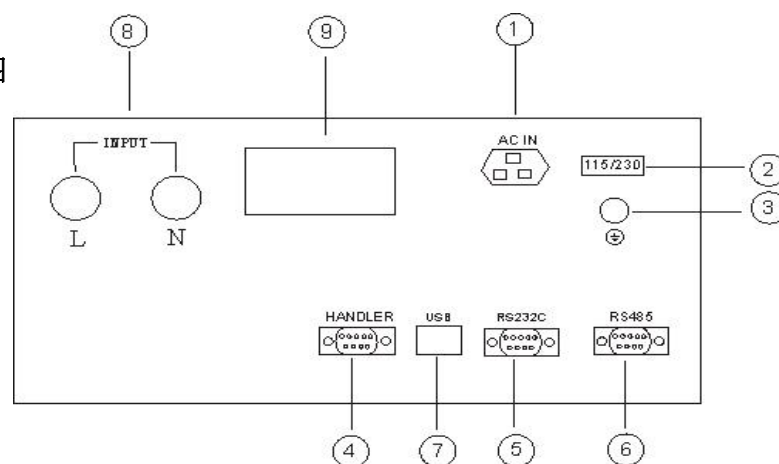 ⑧ ⑨ ①
INPUT
AC IN
115/230
②
③
L N
HANDLER USB RS232C RS485
④ ⑦ ⑤ ⑥